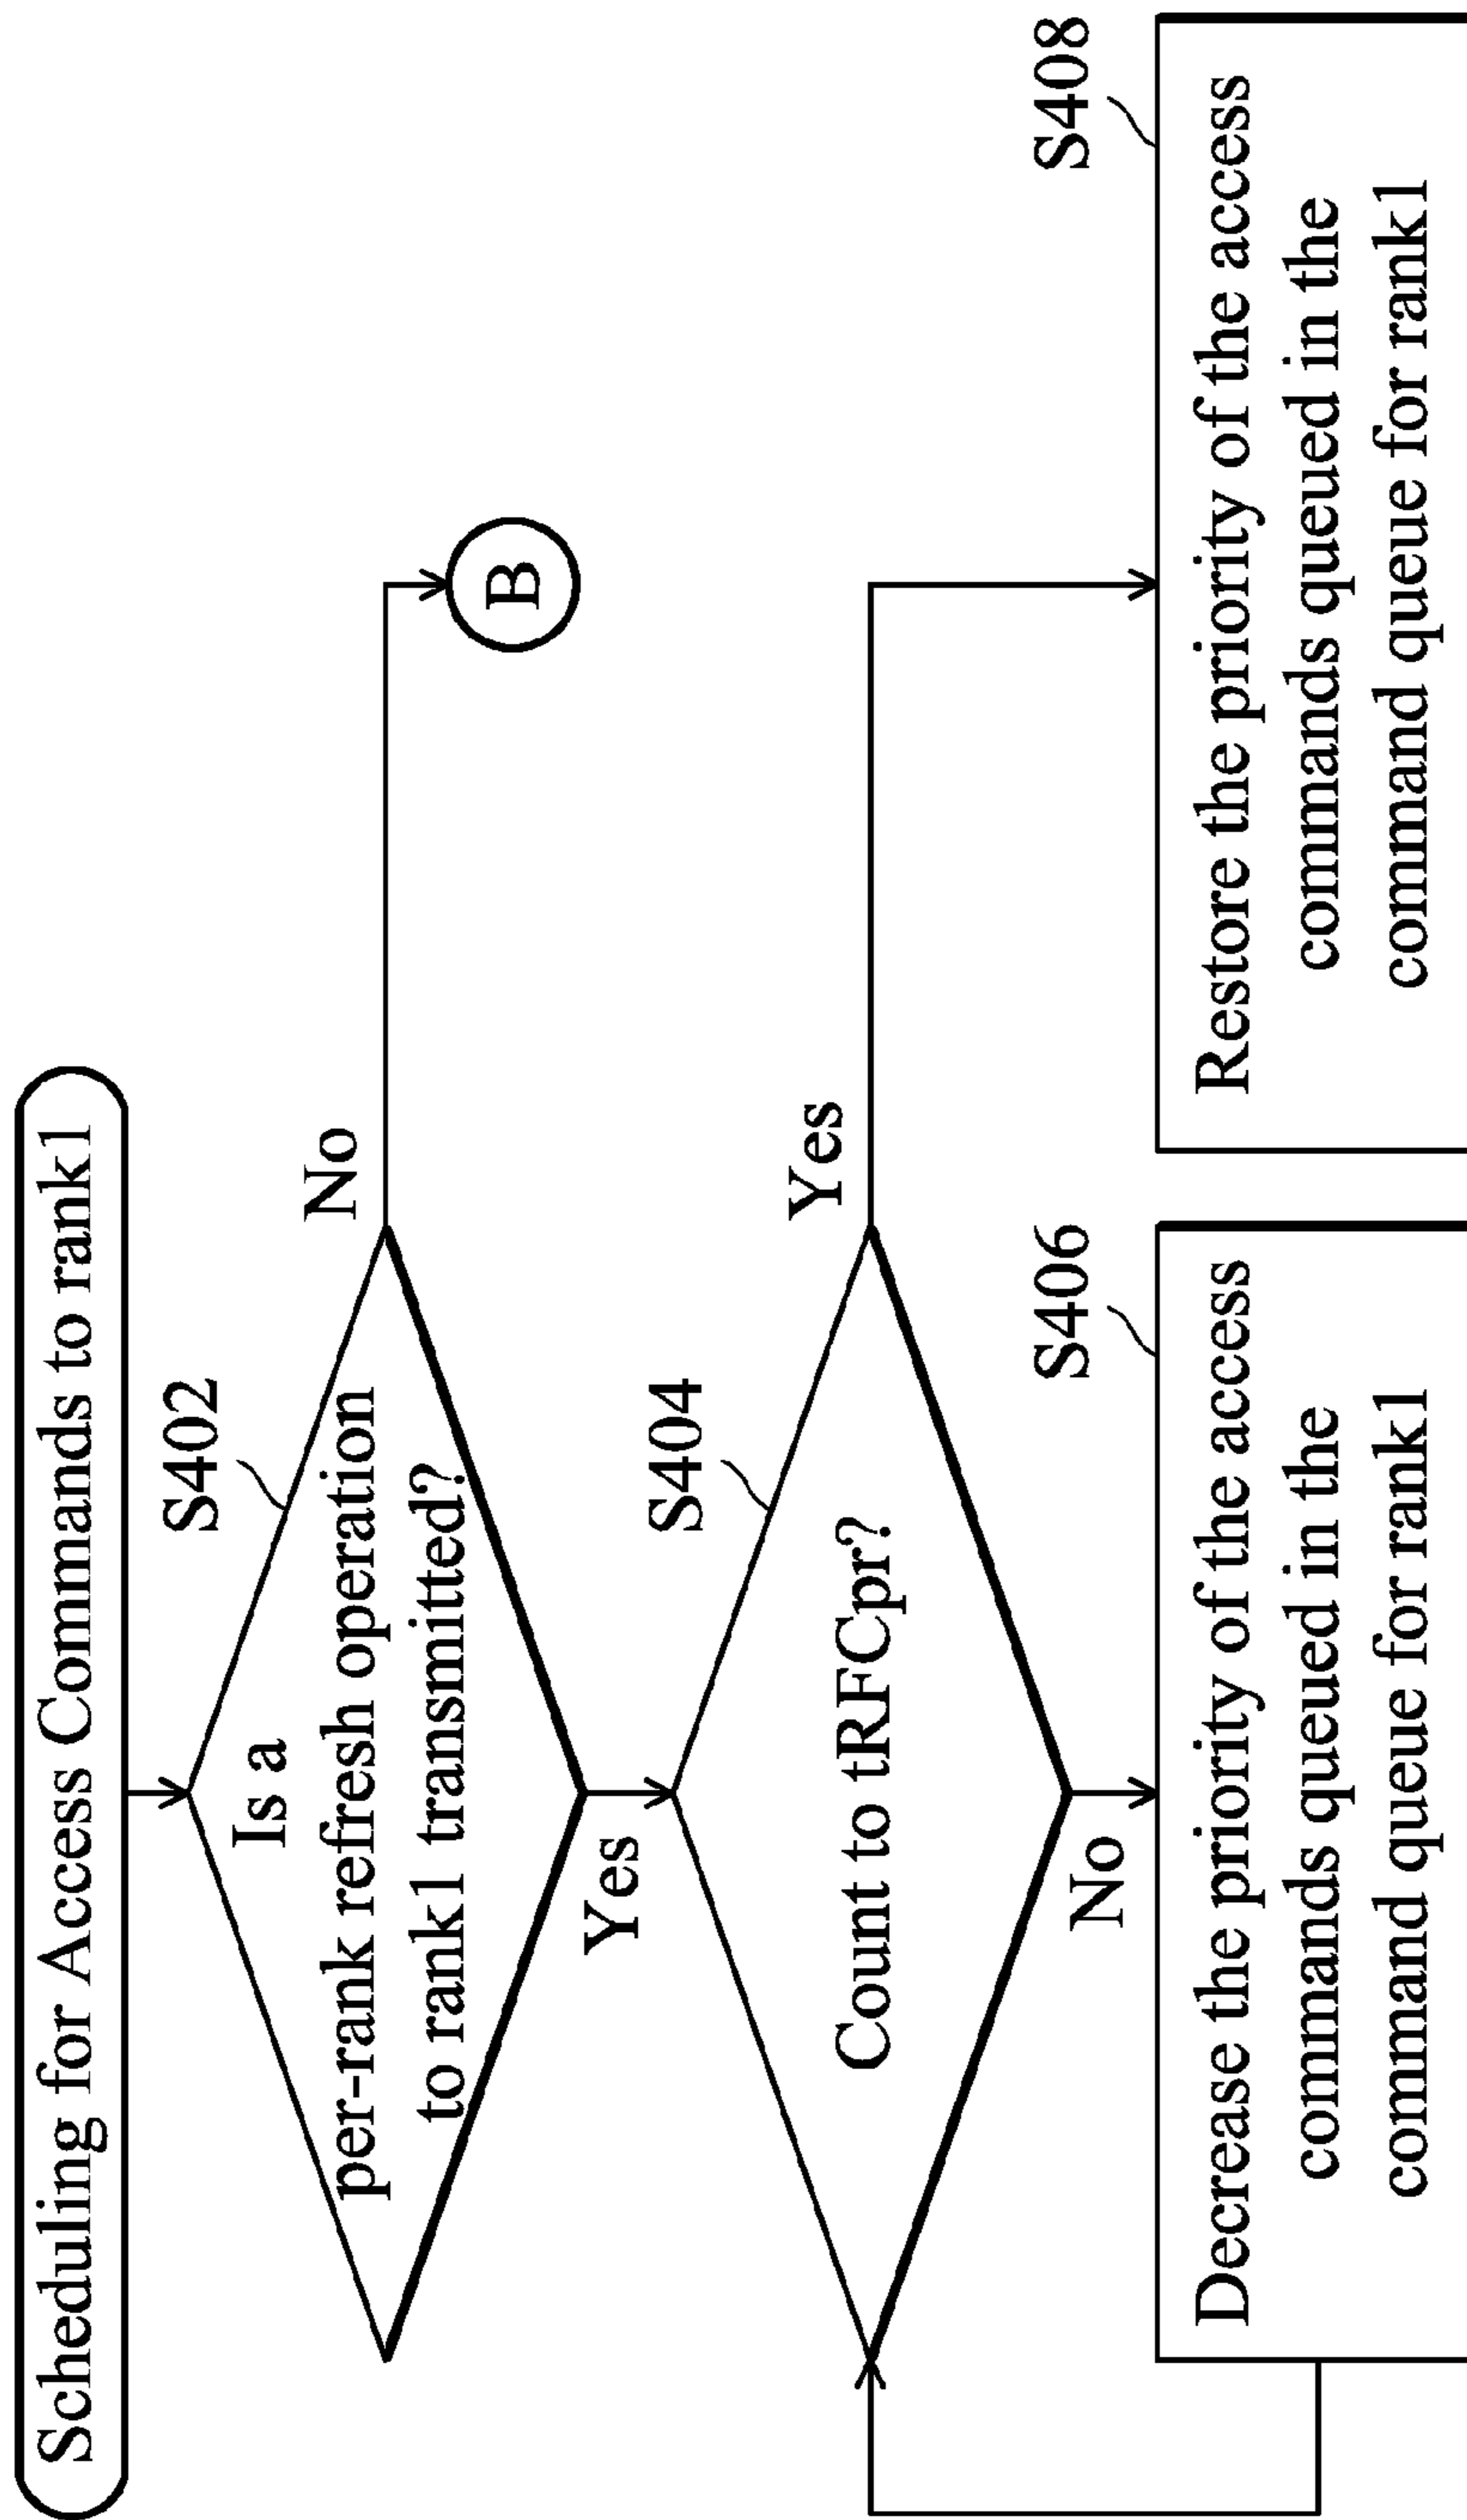 Scheduling for Access Commands to rank1
S402
Is a
per-rank refresh operation
to rank1 transmitted?
No
B
Yes
S404
Count to tRFCpr?
Yes
No
S406
Decrease the priority of the access
commands queued in the
command queue for rank1
S408
Restore the priority of the access
commands queued in the
command queue for rank1